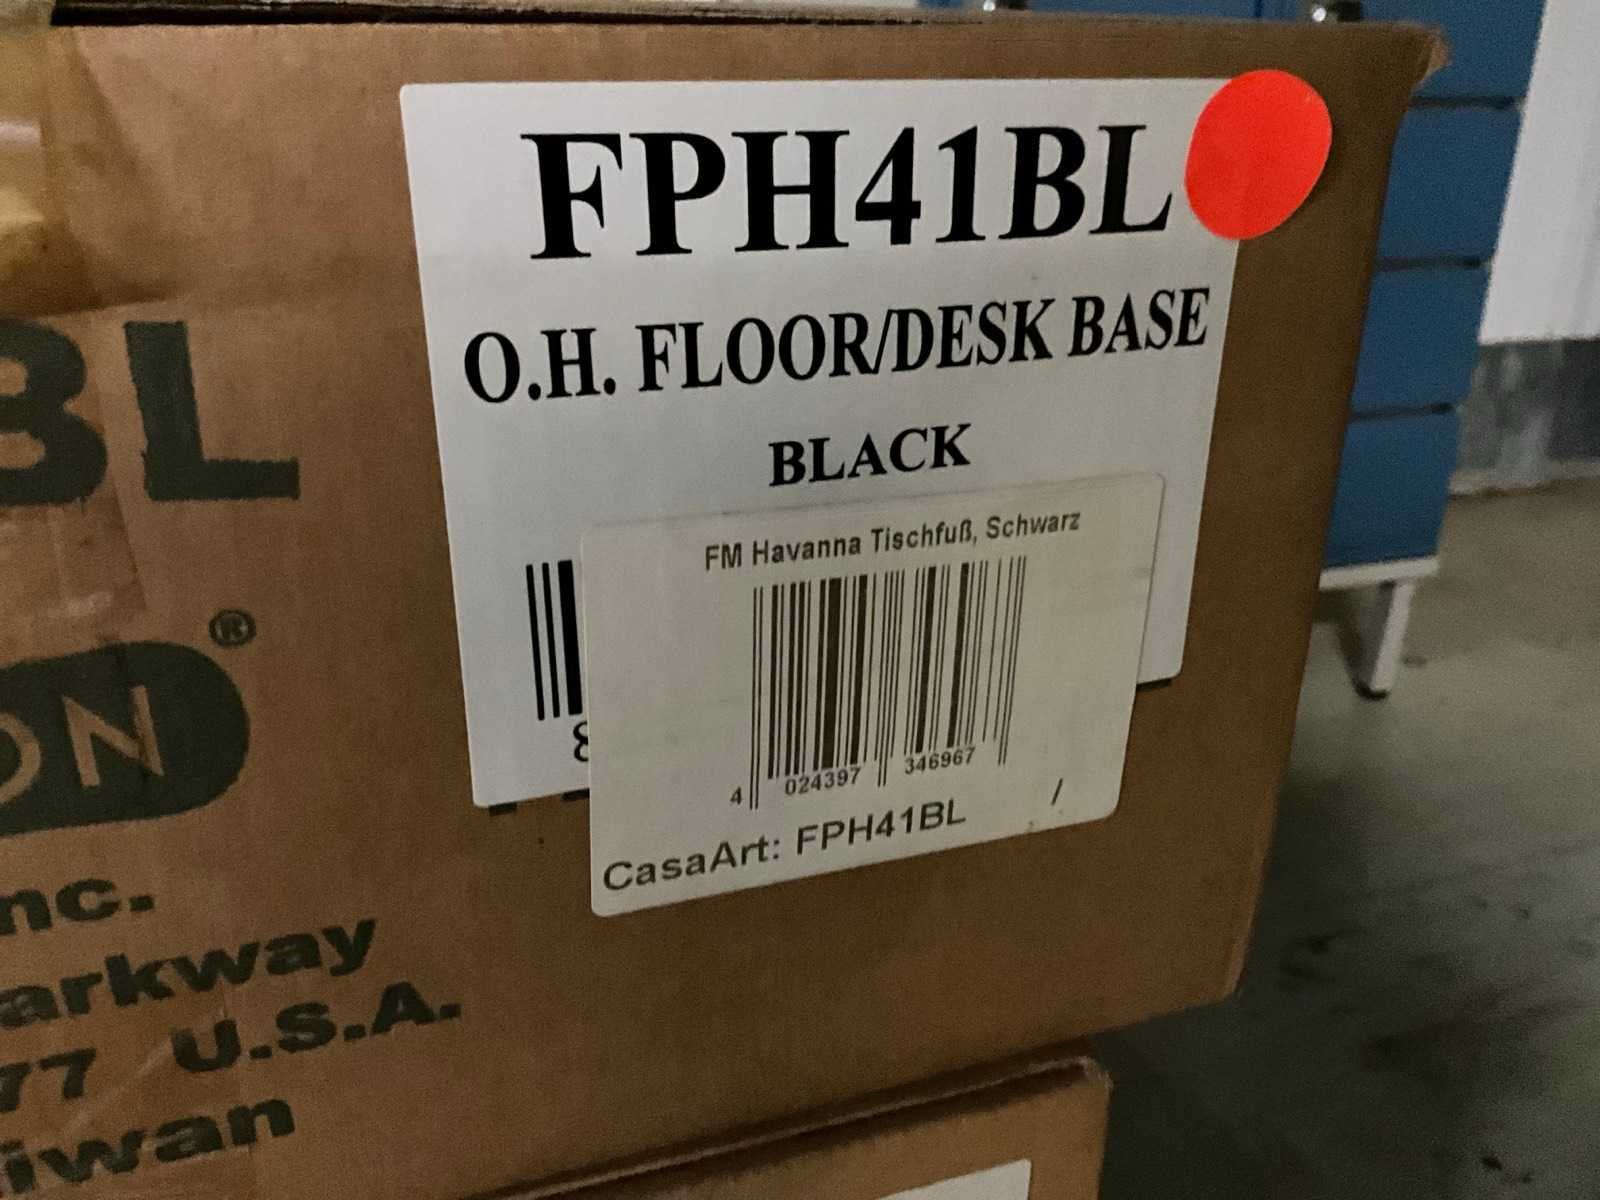 FPH41BL
O.H. FLOOR/DESK BASE
BLACK
FM Havanna Tischfuß, Schwarz
4 024397 346967
CasaArt: FPH41BL /
8
BL
ON®
nc.
arkway
77 U.S.A.
iwan